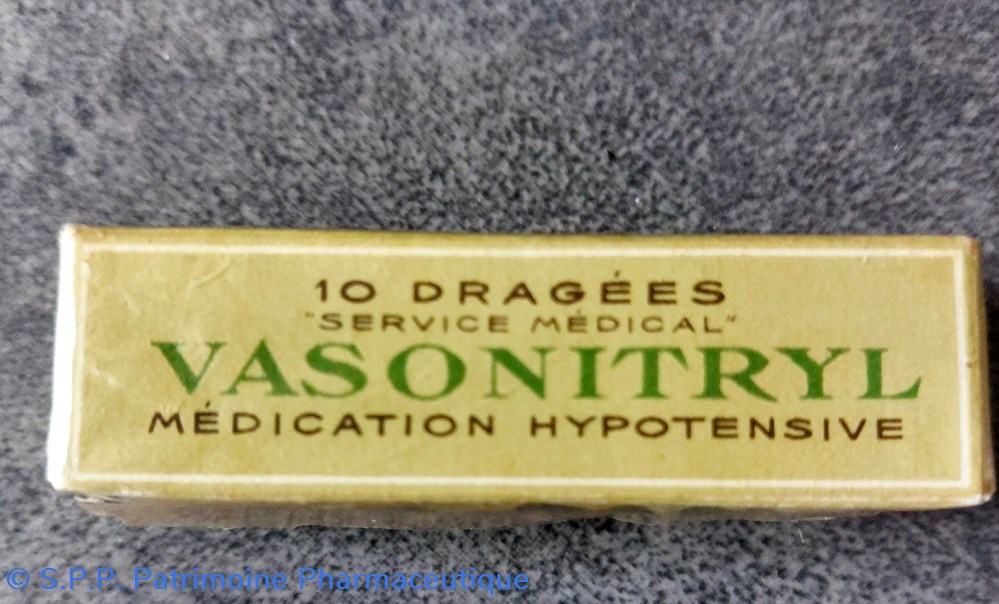 10 DRAGÉES
"SERVICE MÉDICAL"
VASONITRYL
MÉDICATION HYPOTENSIVE
© S.P.P. Patrimoine Pharmaceutique